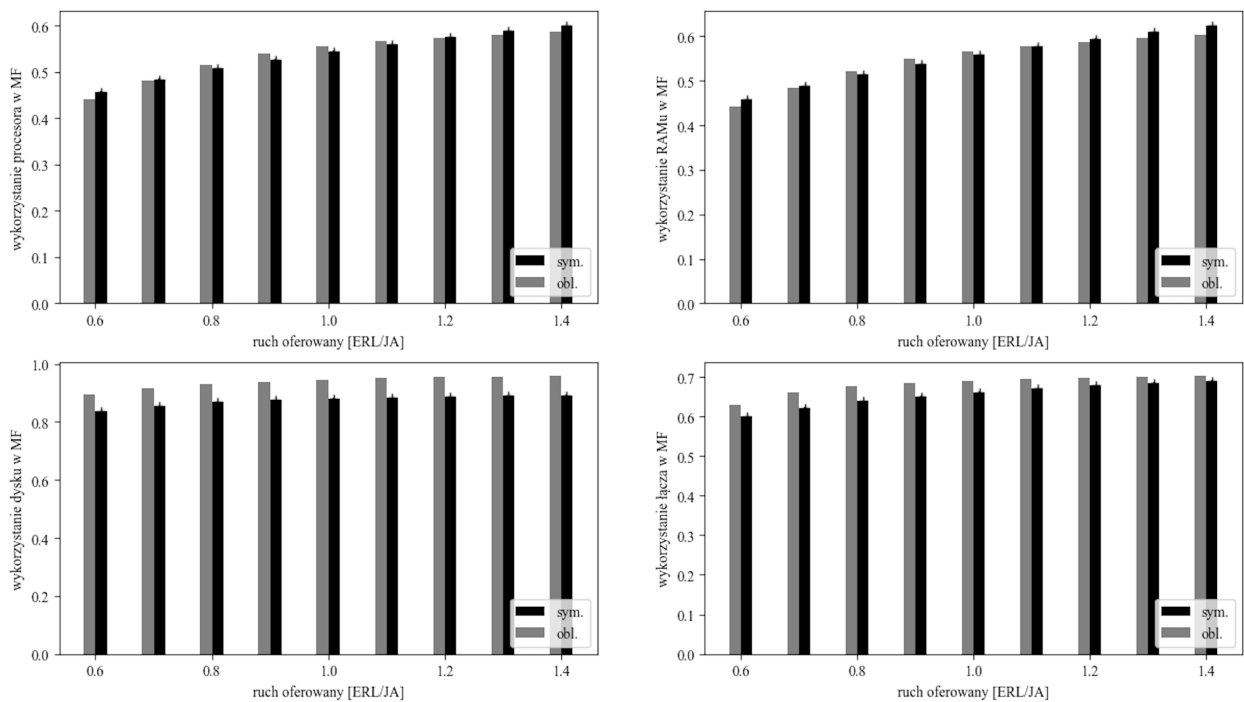 wykorzystanie procesora w MF
0.6
0.5
0.4
0.3
0.2
0.1
0.0
sym.
obl.
0.6 0.8 1.0 1.2 1.4
ruch oferowany [ERL/JA]
wykorzystanie RAMu w MF
0.6
0.5
0.4
0.3
0.2
0.1
0.0
sym.
obl.
0.6 0.8 1.0 1.2 1.4
ruch oferowany [ERL/JA]
wykorzystanie dysku w MF
1.0
0.8
0.6
0.4
0.2
0.0
sym.
obl.
0.6 0.8 1.0 1.2 1.4
ruch oferowany [ERL/JA]
wykorzystanie łącza w MF
0.7
0.6
0.5
0.4
0.3
0.2
0.1
0.0
sym.
obl.
0.6 0.8 1.0 1.2 1.4
ruch oferowany [ERL/JA]